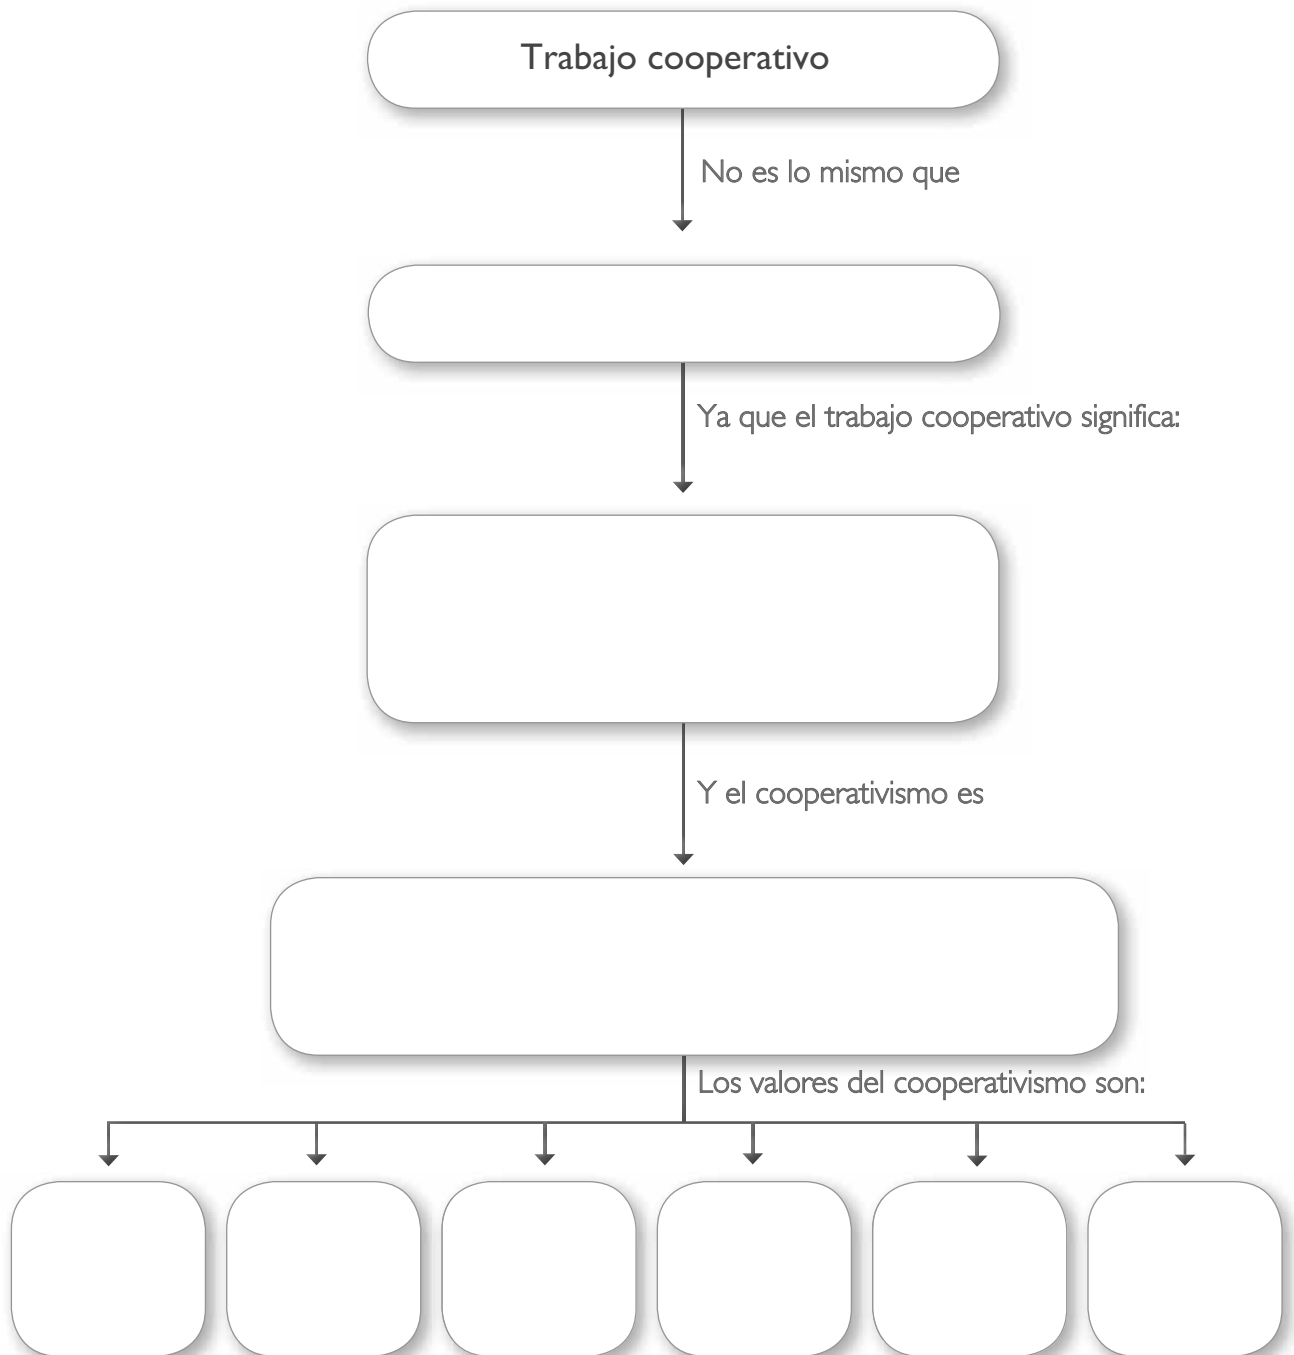 Trabajo cooperativo
No es lo mismo que
Ya que el trabajo cooperativo significa:
Y el cooperativismo es
Los valores del cooperativismo son: